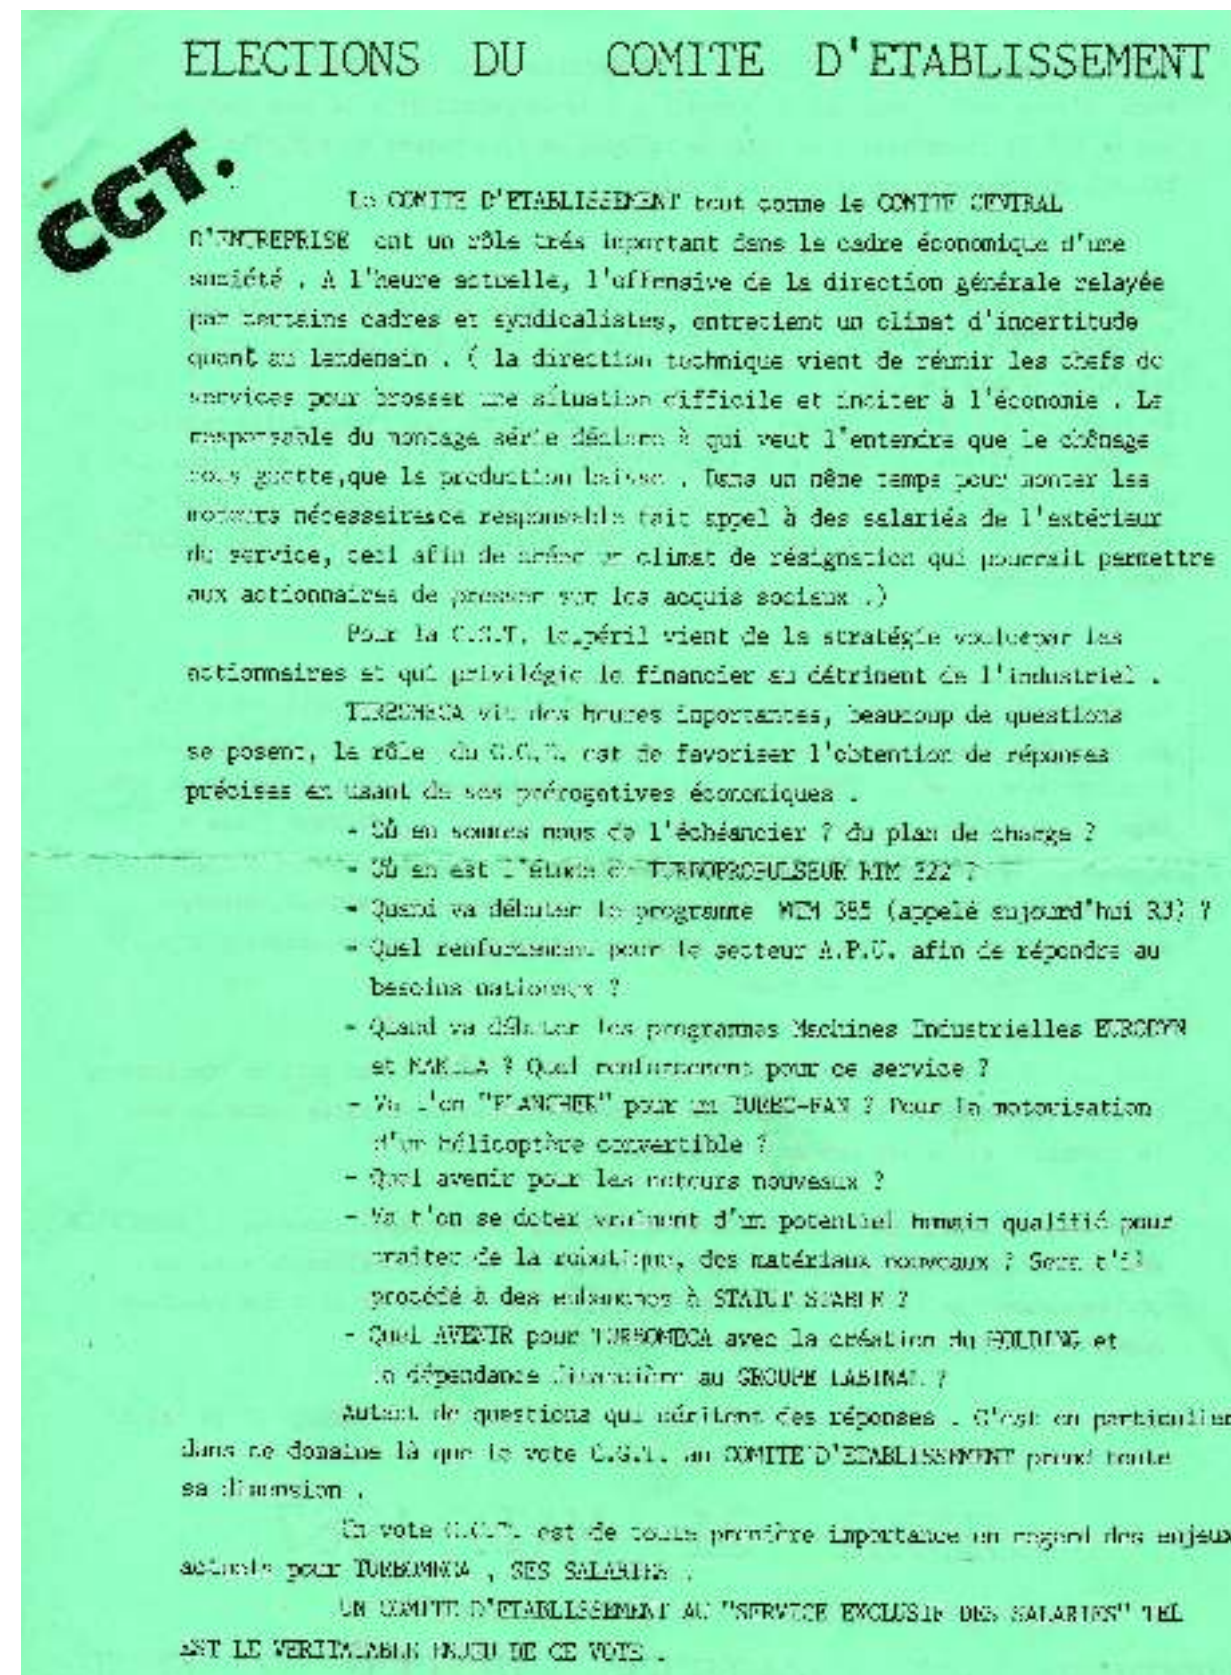 ELECTIONS DU COMITE D'ETABLISSEMENT
CGT.
Le COMITE D'ETABLISSEMENT tout comme le COMITE CENTRAL
D'ENTREPRISE ont un rôle trés important dans le cadre économique d'une
société . A l'heure actuelle, l'offensive de la direction générale relayée
par certains cadres et syndicalistes, entretient un climat d'incertitude
quant au lendemain . ( la direction technique vient de réunir les chefs de
services pour brosser une situation difficile et inciter à l'économie . Le
responsable du montage série déclare à qui veut l'entendre que le chômage
nous guette,que la production baisse . Dans un même temps pour monter les
moteurs nécessaires ce responsable fait appel à des salariés de l'extérieur
du service, ceci afin de créer un climat de résignation qui pourrait permettre
aux actionnaires de presser sur les acquis sociaux .)
Pour la C.G.T. le péril vient de la stratégie voulue par les
actionnaires et qui privilégie le financier au détriment de l'industriel .
TURBOMECA vit des heures importantes, beaucoup de questions
se posent, le rôle du est de favoriser l'obtention de réponses
précises en usant de ses prérogatives économiques .
- Où en sommes nous de l'échéancier ? du plan de charge ?
- Où en est l'étude du TURBOPROPULSEUR RTM 322 ?
- Quand va débuter le programme MTM 385 (appelé aujourd'hui R3) ?
- Quel renforcement pour le secteur A.P.U. afin de répondre au
besoins nationaux ?
- Quand va débuter les programmes Machines Industrielles EURODYN
et MAKILA ? Quel renforcement pour ce service ?
- Va t'on "PLANCHER" pour un TURBO-FAN ? Pour la motorisation
d'un hélicoptère convertible ?
- Quel avenir pour les moteurs nouveaux ?
- Va t'on se doter vraiment d'un potentiel humain qualifié pour
traiter de la robotique, des matériaux nouveaux ? Sera t'il
procédé à des embauches à STATUT STABLE ?
- Quel AVENIR pour TURBOMECA avec la création du HOLDING et
la dépendance financière au GROUPE LABINAL ?
Autant de questions qui méritent des réponses . C'est en particulier
dans ce domaine là que le vote C.G.T. au COMITE D'ETABLISSEMENT prend toute
sa dimension .
Un vote C.G.T. est de toute première importance en regard des enjeux
actuels pour TURBOMECA , SES SALARIES .
UN COMITE D'ETABLISSEMENT AU "SERVICE EXCLUSIF DES SALARIES" TEL
EST LE VERITALABLE ENJEU DE CE VOTE .